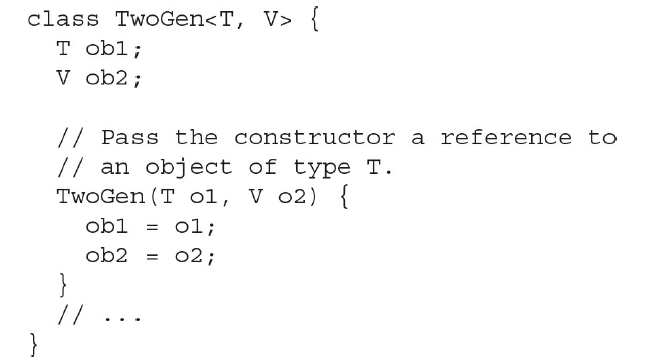 class TwoGen<T, V> {
  T ob1;
  V ob2;

  // Pass the constructor a reference to
  // an object of type T.
  TwoGen(T o1, V o2) {
    ob1 = o1;
    ob2 = o2;
  }
  // ...
}